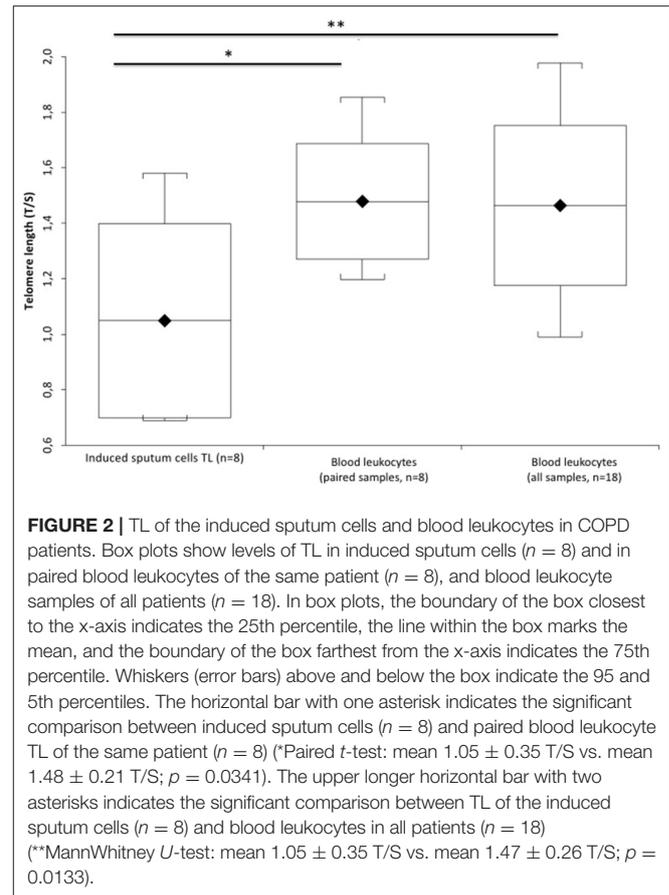 **
*
2,0
1,8
1,6
1,4
1,2
1,0
0,8
0,6
Telomere length (T/S)
Induced sputum cells TL (n=8)
Blood leukocytes
(paired samples, n=8)
Blood leukocytes
(all samples, n=18)
FIGURE 2 | TL of the induced sputum cells and blood leukocytes in COPD
patients. Box plots show levels of TL in induced sputum cells (n = 8) and in
paired blood leukocytes of the same patient (n = 8), and blood leukocyte
samples of all patients (n = 18). In box plots, the boundary of the box closest
to the x-axis indicates the 25th percentile, the line within the box marks the
mean, and the boundary of the box farthest from the x-axis indicates the 75th
percentile. Whiskers (error bars) above and below the box indicate the 95 and
5th percentiles. The horizontal bar with one asterisk indicates the significant
comparison between induced sputum cells (n = 8) and paired blood leukocyte
TL of the same patient (n = 8) (*Paired t-test: mean 1.05 ± 0.35 T/S vs. mean
1.48 ± 0.21 T/S; p = 0.0341). The upper longer horizontal bar with two
asterisks indicates the significant comparison between TL of the induced
sputum cells (n = 8) and blood leukocytes in all patients (n = 18)
(**MannWhitney U-test: mean 1.05 ± 0.35 T/S vs. mean 1.47 ± 0.26 T/S; p =
0.0133).